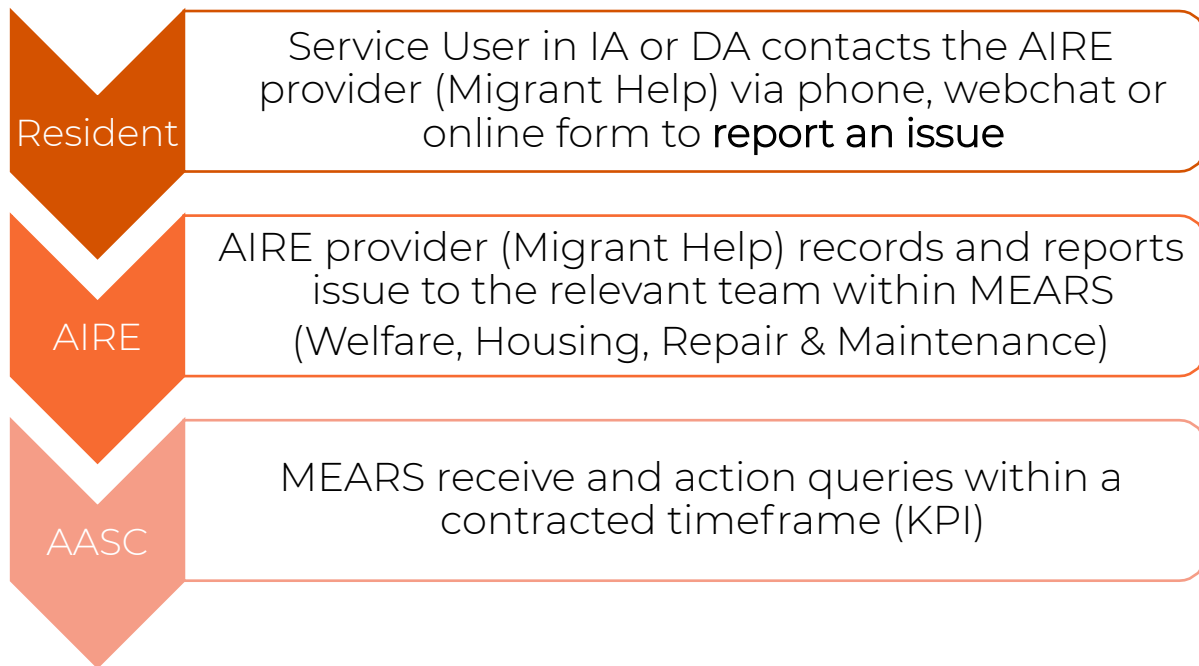 Resident
Service User in IA or DA contacts the AIRE
provider (Migrant Help) via phone, webchat or
online form to report an issue
AIRE
AIRE provider (Migrant Help) records and reports
issue to the relevant team within MEARS
(Welfare, Housing, Repair & Maintenance)
AASC
MEARS receive and action queries within a
contracted timeframe (KPI)